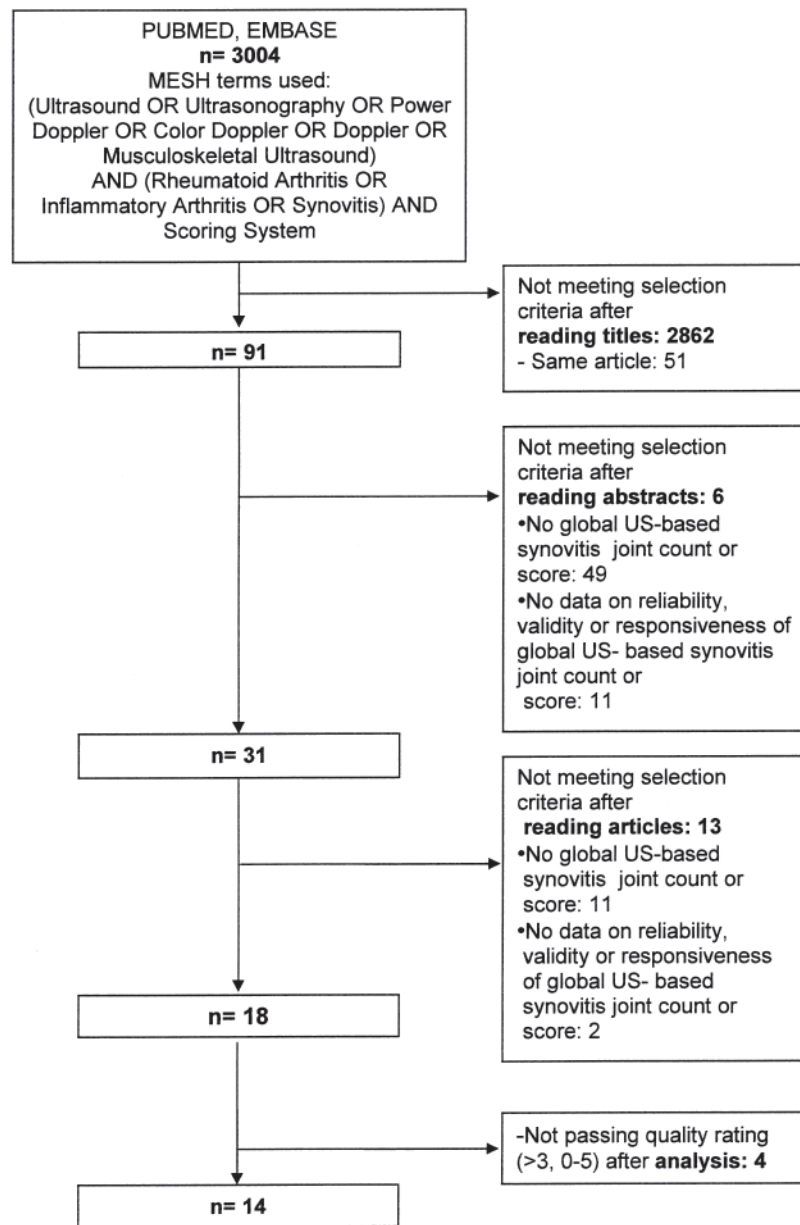 PUBMED, EMBASE
n= 3004
MESH terms used:
(Ultrasound OR Ultrasonography OR Power
Doppler OR Color Doppler OR Doppler OR
Musculoskeletal Ultrasound)
AND (Rheumatoid Arthritis OR
Inflammatory Arthritis OR Synovitis) AND
Scoring System
Not meeting selection
criteria after
reading titles: 2862
- Same article: 51
n= 91
Not meeting selection
criteria after
reading abstracts: 6
•No global US-based
synovitis joint count or
score: 49
•No data on reliability,
validity or responsiveness of
global US- based synovitis
joint count or
score: 11
n= 31
Not meeting selection
criteria after
reading articles: 13
•No global US-based
synovitis joint count or
score: 11
•No data on reliability,
validity or responsiveness
of global US- based
synovitis joint count or
score: 2
n= 18
-Not passing quality rating
(>3, 0-5) after analysis: 4
n= 14